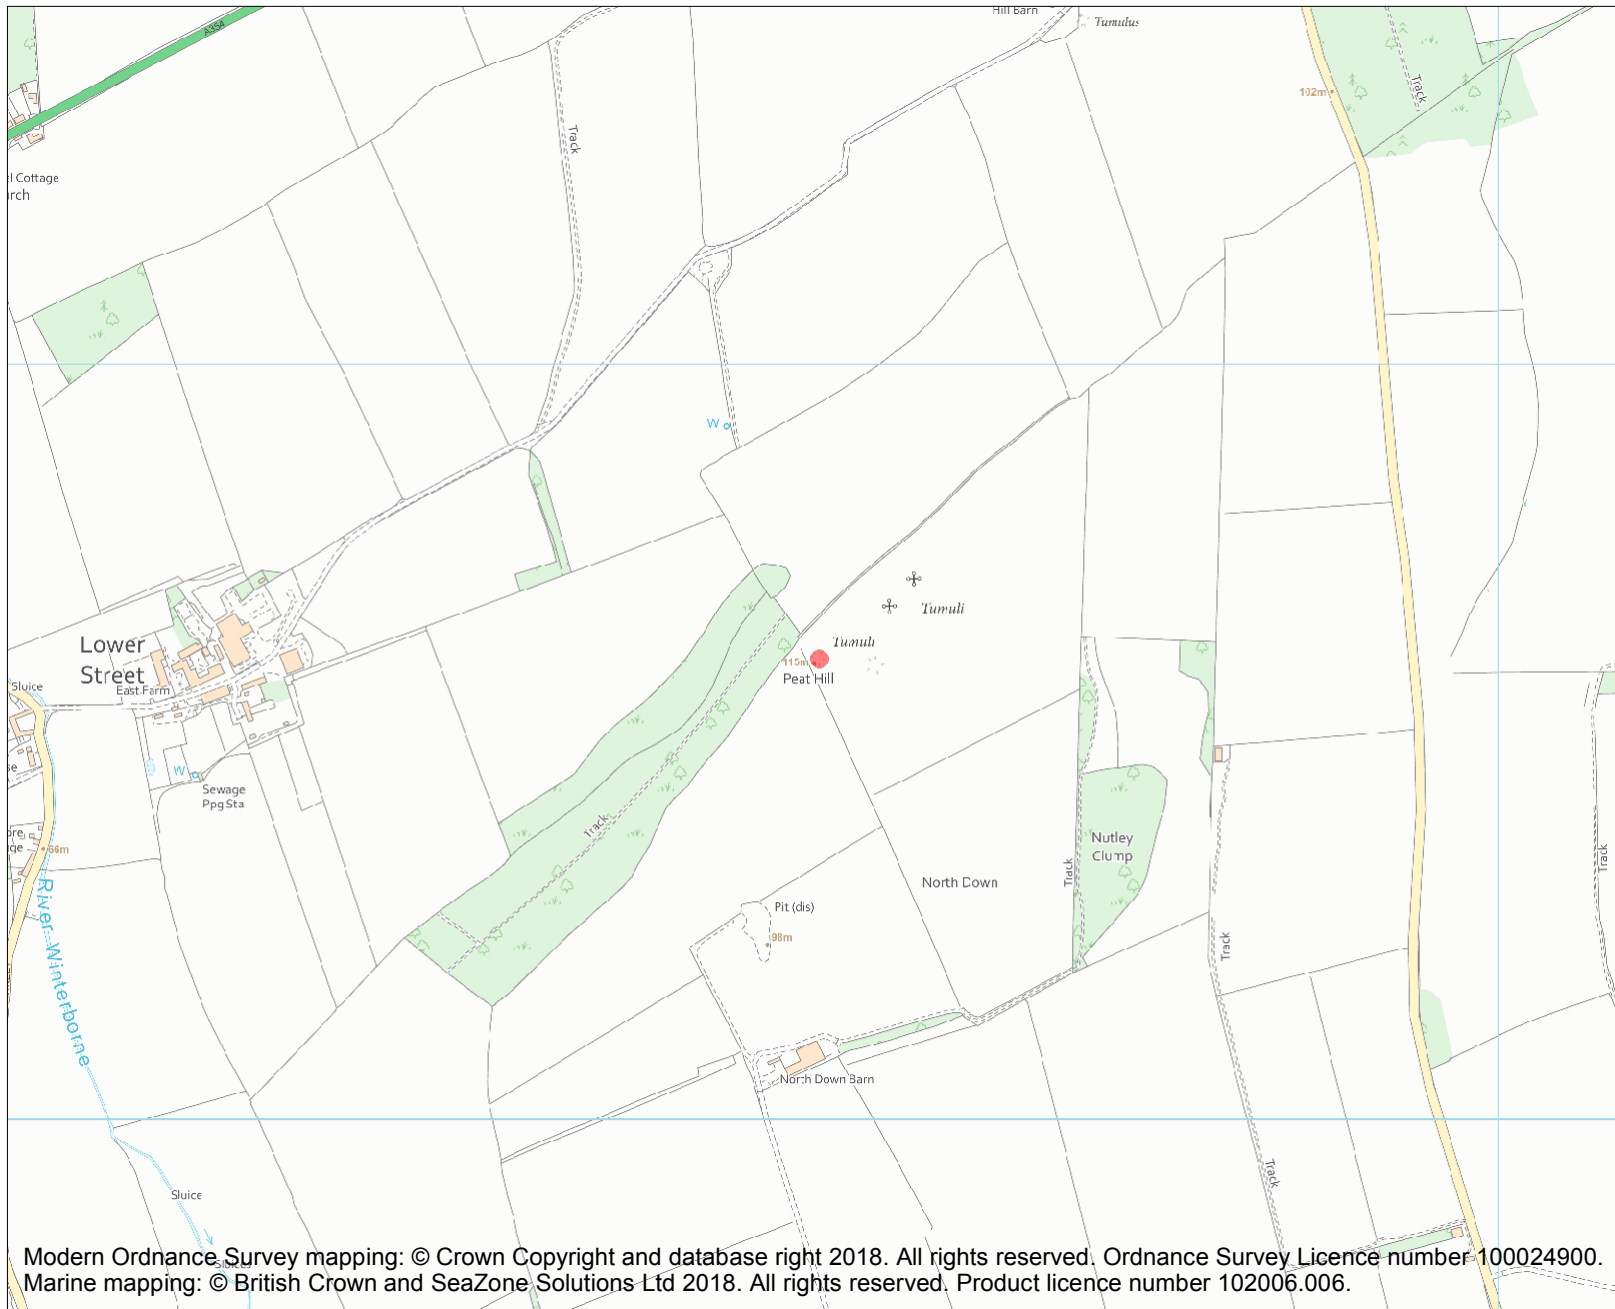 Hill Barn
Tumulus
A354
102m
Track
Track
l Cottage
urch
W
Tumuli
Tumuli
115m
Peat Hill
Lower
Street
East Farm
Sluice
se
W
Sewage
Ppg Sta
66m
Track
Nutley
Clump
Track
North Down
Pit (dis)
98m
Track
Track
River Winterborne
North Down Barn
Track
Sluice
Sluices
Modern Ordnance Survey mapping: © Crown Copyright and database right 2018. All rights reserved. Ordnance Survey Licence number 100024900.
Marine mapping: © British Crown and SeaZone Solutions Ltd 2018. All rights reserved. Product licence number 102006.006.